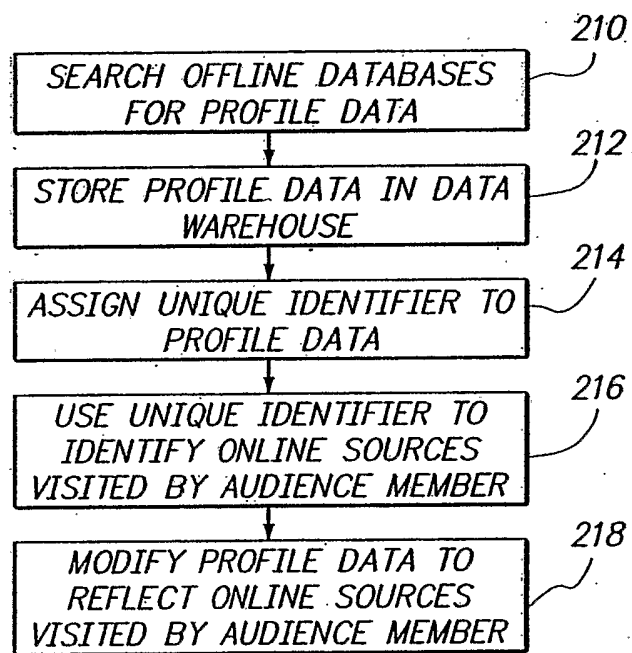 210
SEARCH OFFLINE DATABASES
FOR PROFILE DATA
212
STORE PROFILE DATA IN DATA
WAREHOUSE
214
ASSIGN UNIQUE IDENTIFIER TO
PROFILE DATA
216
USE UNIQUE IDENTIFIER TO
IDENTIFY ONLINE SOURCES
VISITED BY AUDIENCE MEMBER
218
MODIFY PROFILE DATA TO
REFLECT ONLINE SOURCES
VISITED BY AUDIENCE MEMBER